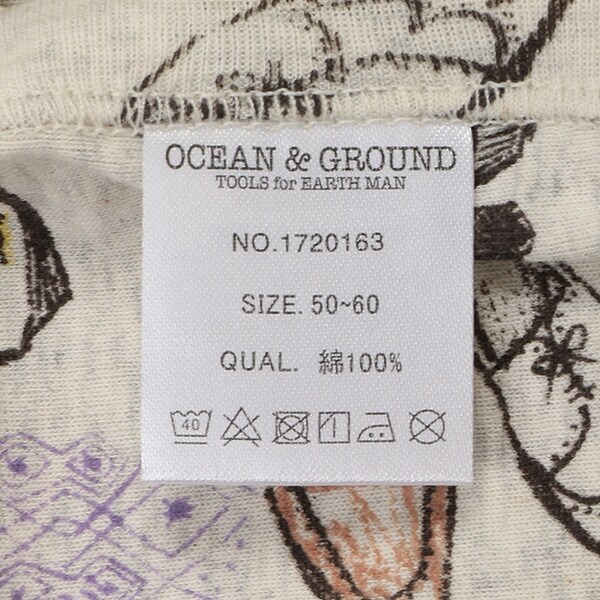 OCEAN & GROUND
TOOLS for EARTH MAN
NO.1720163
SIZE. 50~60
QUAL. 綿100%
40